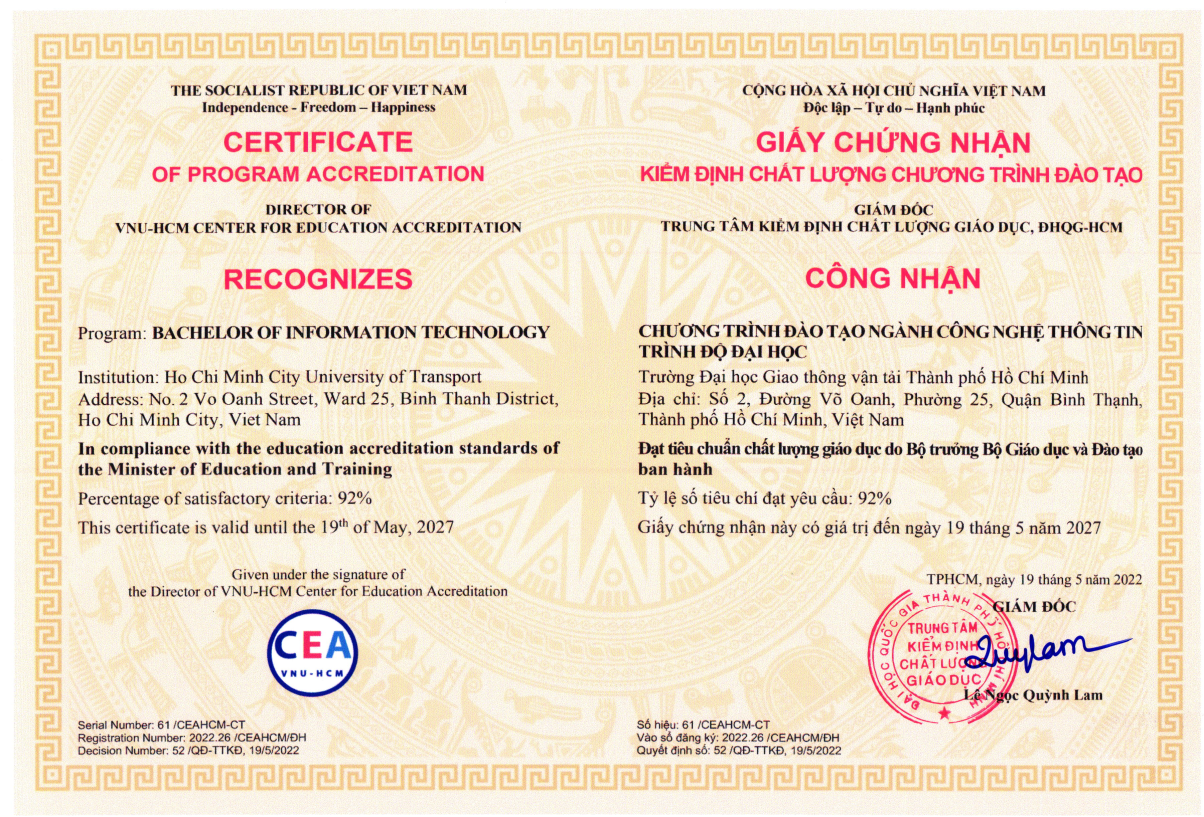 THE SOCIALIST REPUBLIC OF VIET NAM
Independence - Freedom – Happiness
CERTIFICATE
OF PROGRAM ACCREDITATION
DIRECTOR OF
VNU-HCM CENTER FOR EDUCATION ACCREDITATION
RECOGNIZES
Program: BACHELOR OF INFORMATION TECHNOLOGY
Institution: Ho Chi Minh City University of Transport
Address: No. 2 Vo Oanh Street, Ward 25, Binh Thanh District,
Ho Chi Minh City, Viet Nam
In compliance with the education accreditation standards of
the Minister of Education and Training
Percentage of satisfactory criteria: 92%
This certificate is valid until the 19th of May, 2027
Given under the signature of
the Director of VNU-HCM Center for Education Accreditation
CEA
VNU-HCM
Serial Number: 61 /CEAHCM-CT
Registration Number: 2022.26 /CEAHCM/ĐH
Decision Number: 52 /QĐ-TTKĐ, 19/5/2022
CỘNG HÒA XÃ HỘI CHỦ NGHĨA VIỆT NAM
Độc lập – Tự do – Hạnh phúc
GIẤY CHỨNG NHẬN
KIỂM ĐỊNH CHẤT LƯỢNG CHƯƠNG TRÌNH ĐÀO TẠO
GIÁM ĐỐC
TRUNG TÂM KIỂM ĐỊNH CHẤT LƯỢNG GIÁO DỤC, ĐHQG-HCM
CÔNG NHẬN
CHƯƠNG TRÌNH ĐÀO TẠO NGÀNH CÔNG NGHỆ THÔNG TIN
TRÌNH ĐỘ ĐẠI HỌC
Trường Đại học Giao thông vận tải Thành phố Hồ Chí Minh
Địa chỉ: Số 2, Đường Võ Oanh, Phường 25, Quận Bình Thạnh,
Thành phố Hồ Chí Minh, Việt Nam
Đạt tiêu chuẩn chất lượng giáo dục do Bộ trưởng Bộ Giáo dục và Đào tạo
ban hành
Tỷ lệ số tiêu chí đạt yêu cầu: 92%
Giấy chứng nhận này có giá trị đến ngày 19 tháng 5 năm 2027
TPHCM, ngày 19 tháng 5 năm 2022
GIÁM ĐỐC
ĐẠI HỌC QUỐC GIA THÀNH PHỐ HỒ CHÍ MINH
TRUNG TÂM
KIỂM ĐỊNH
CHẤT LƯỢNG
GIÁO DỤC
Quylam
Lê Ngọc Quỳnh Lam
Số hiệu: 61 /CEAHCM-CT
Vào sổ đăng ký: 2022.26 /CEAHCM/ĐH
Quyết định số: 52 /QĐ-TTKĐ, 19/5/2022